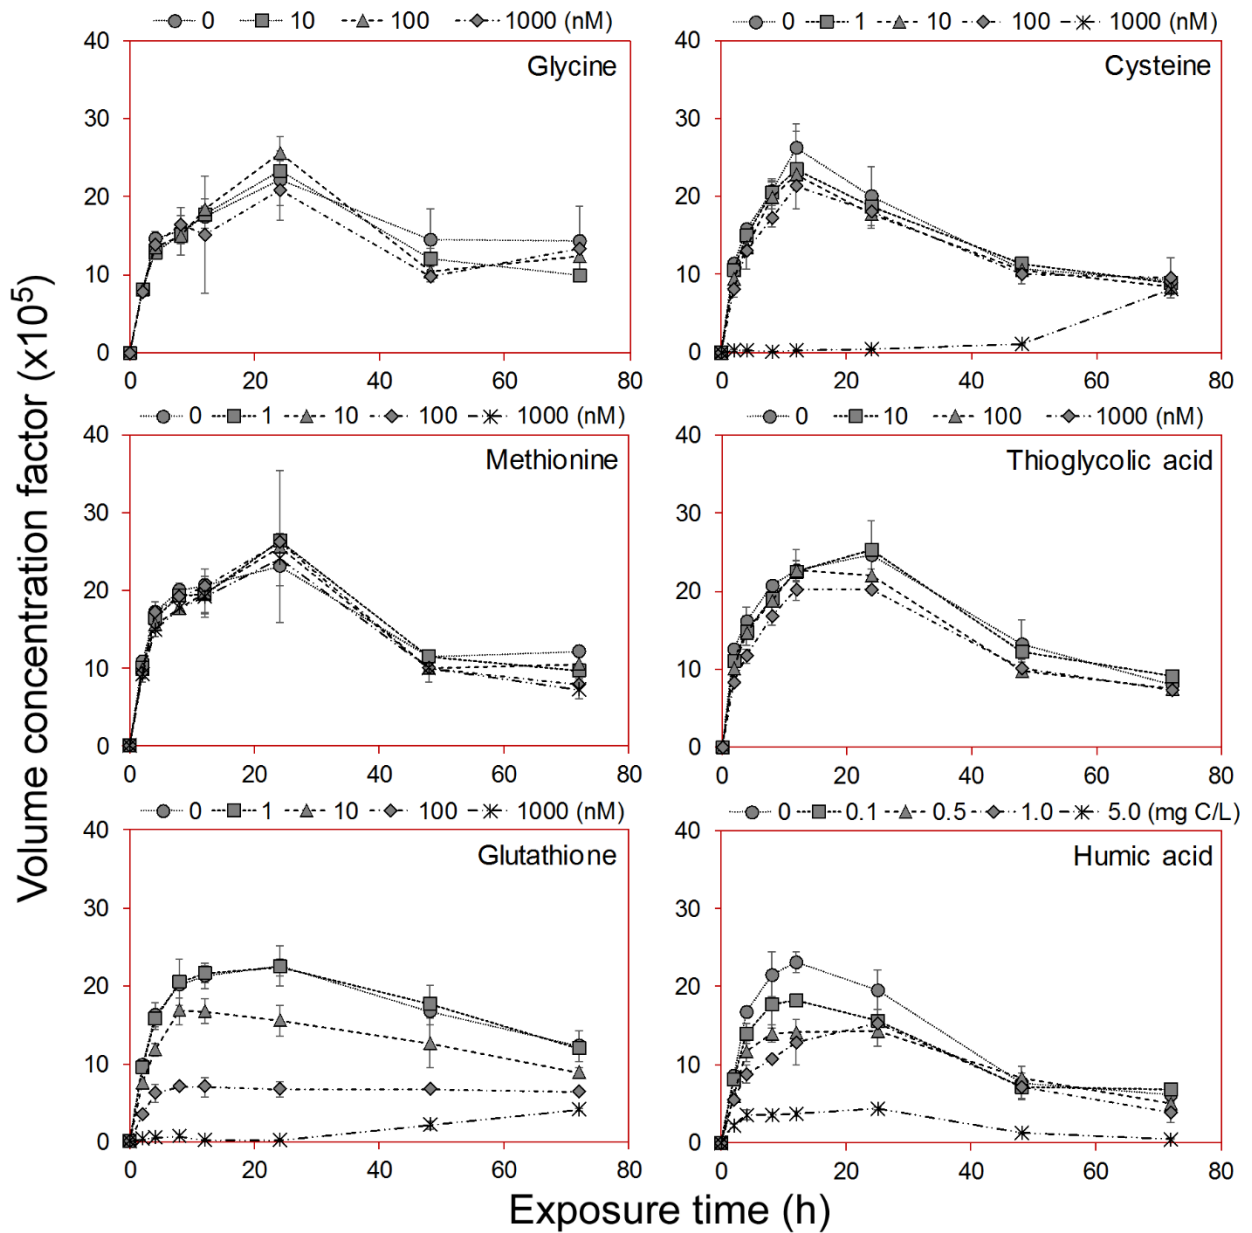 0 10 100 1000 (nM)
0 1 10 100 1000 (nM)
40
30
20
10
0
Glycine
0 20 40 60 80
40
30
20
10
0
Cysteine
0 20 40 60 80
0 1 10 100 1000 (nM)
0 10 100 1000 (nM)
40
30
20
10
0
Methionine
0 20 40 60 80
40
30
20
10
0
Thioglycolic acid
0 20 40 60 80
0 1 10 100 1000 (nM)
0 0.1 0.5 1.0 5.0 (mg C/L)
40
30
20
10
0
Glutathione
0 20 40 60 80
40
30
20
10
0
Humic acid
0 20 40 60 80
Volume concentration factor (x10⁵)
Exposure time (h)